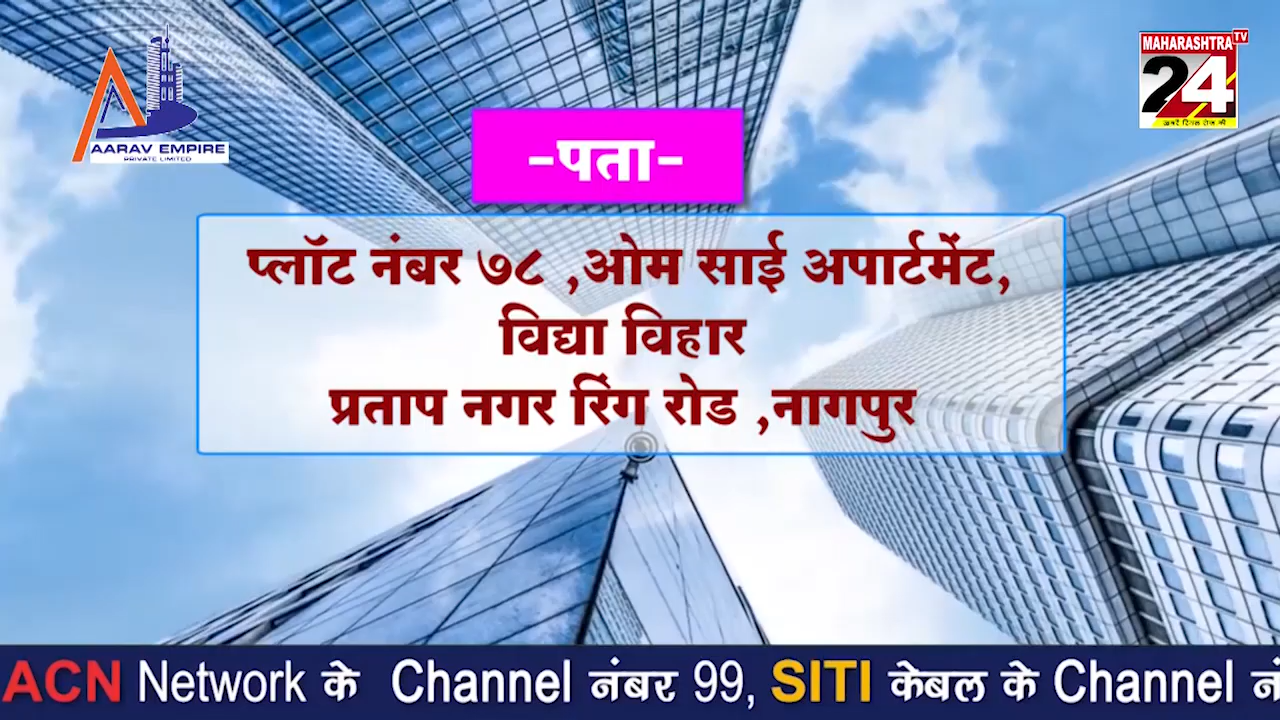 AARAV EMPIRE
PRIVATE LIMITED
MAHARASHTRA TV
24
-पता-
प्लॉट नंबर ७८ ,ओम साई अपार्टमेंट,
विद्या विहार
प्रताप नगर रिंग रोड ,नागपुर
ACN Network के Channel नंबर 99, SITI केबल के Channel नं